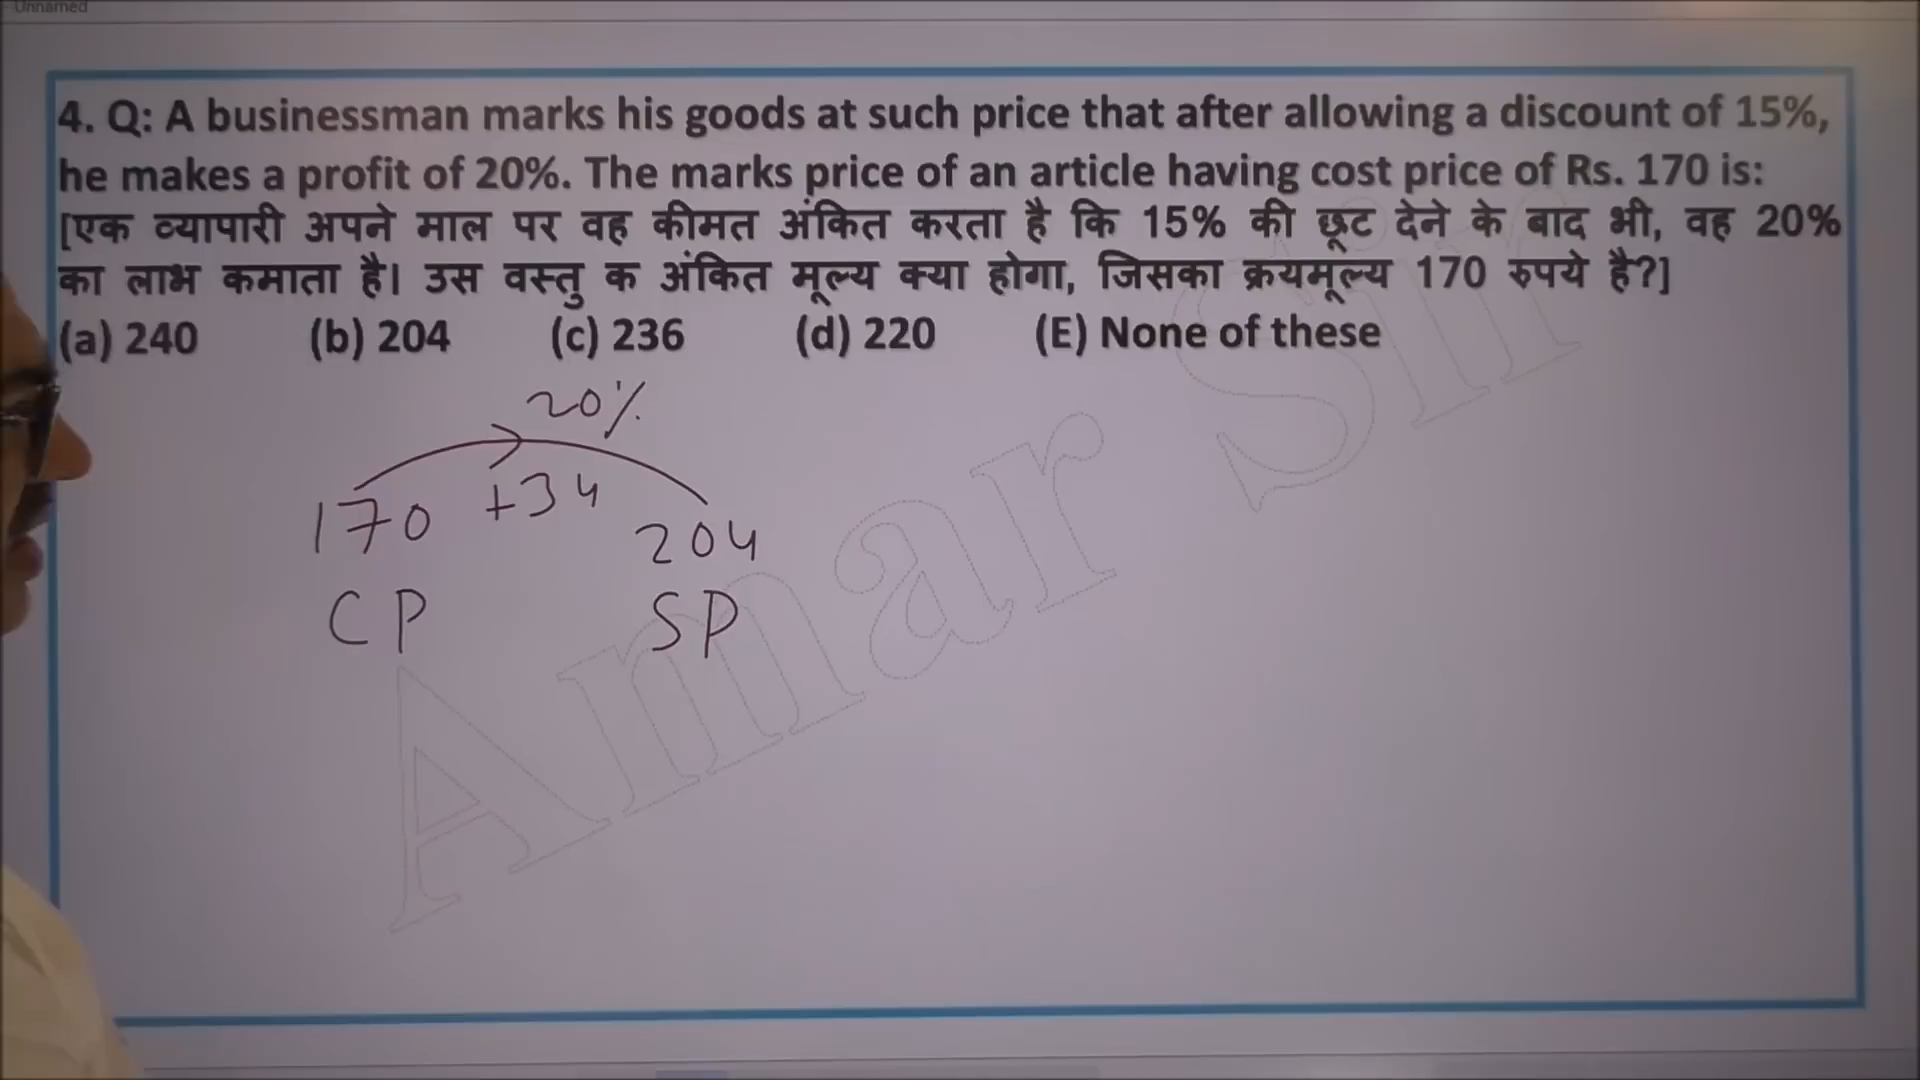 Unnamed
4. Q: A businessman marks his goods at such price that after allowing a discount of 15%,
he makes a profit of 20%. The marks price of an article having cost price of Rs. 170 is:
[एक व्यापारी अपने माल पर वह कीमत अंकित करता है कि 15% की छूट देने के बाद भी, वह 20%
का लाभ कमाता है। उस वस्तु क अंकित मूल्य क्या होगा, जिसका क्रयमूल्य 170 रुपये है?]
(a) 240 (b) 204 (c) 236 (d) 220 (E) None of these
20%
170 +34 204
CP SP
Amar Sir